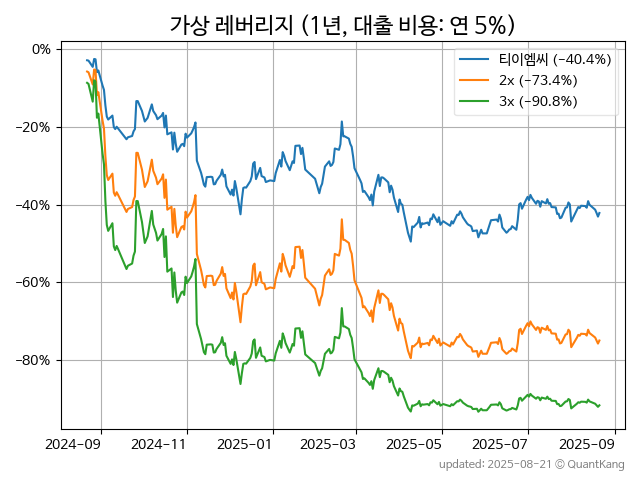 가상 레버리지 (1년, 대출 비용: 연 5%)
티이엠씨 (-40.4%)
2x (-73.4%)
3x (-90.8%)
0%
-20%
-40%
-60%
-80%
2024-09 2024-11 2025-01 2025-03 2025-05 2025-07 2025-09
updated: 2025-08-21 © QuantKang